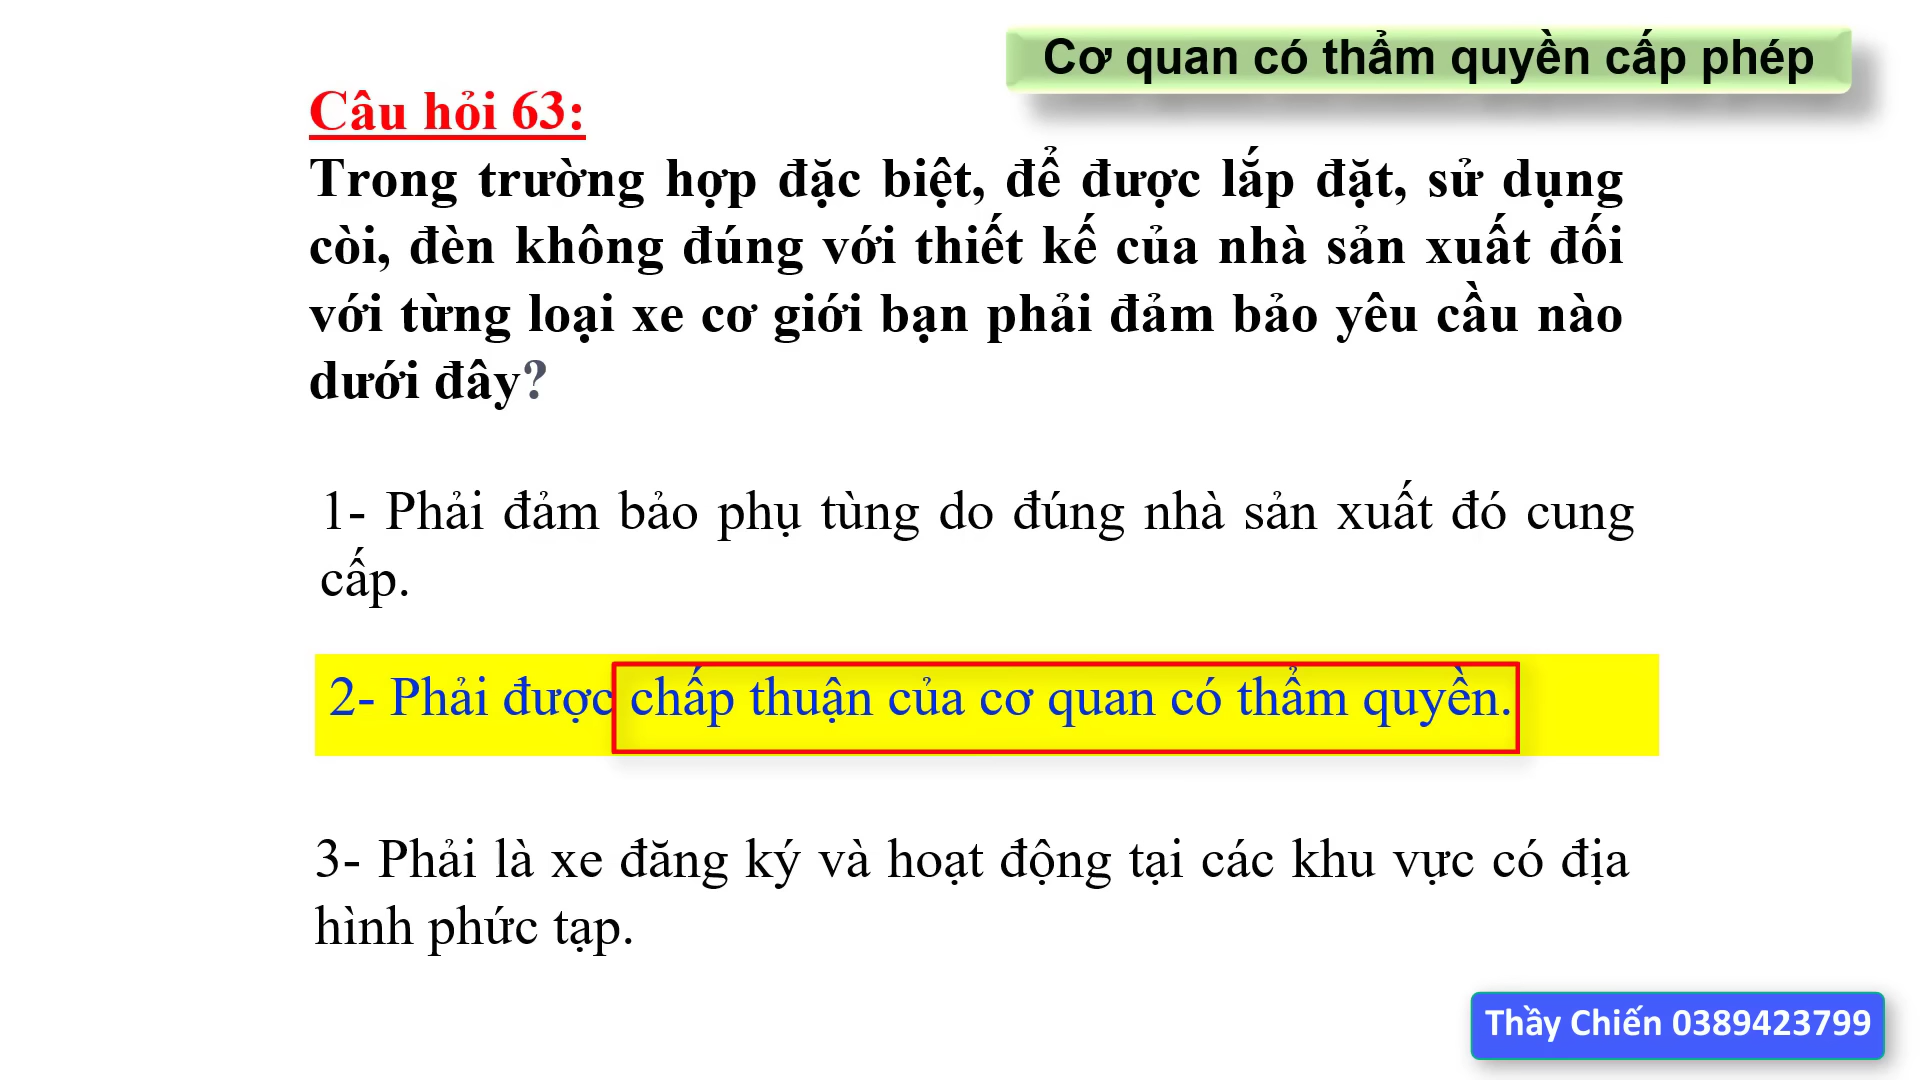 Cơ quan có thẩm quyền cấp phép
Câu hỏi 63:
Trong trường hợp đặc biệt, để được lắp đặt, sử dụng
còi, đèn không đúng với thiết kế của nhà sản xuất đối
với từng loại xe cơ giới bạn phải đảm bảo yêu cầu nào
dưới đây?
1- Phải đảm bảo phụ tùng do đúng nhà sản xuất đó cung
cấp.
2- Phải được chấp thuận của cơ quan có thẩm quyền.
3- Phải là xe đăng ký và hoạt động tại các khu vực có địa
hình phức tạp.
Thầy Chiến 0389423799